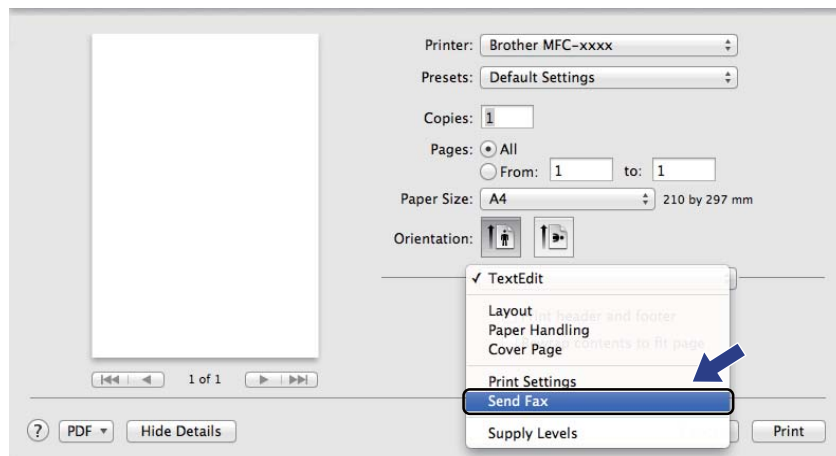 Printer: Brother MFC-xxxx
Presets: Default Settings
Copies: 1
Pages: All
From: 1 to: 1
Paper Size: A4 210 by 297 mm
Orientation:
✓ TextEdit
Layout
Paper Handling
Cover Page
Print Settings
Send Fax
Supply Levels
1 of 1
? PDF Hide Details Print